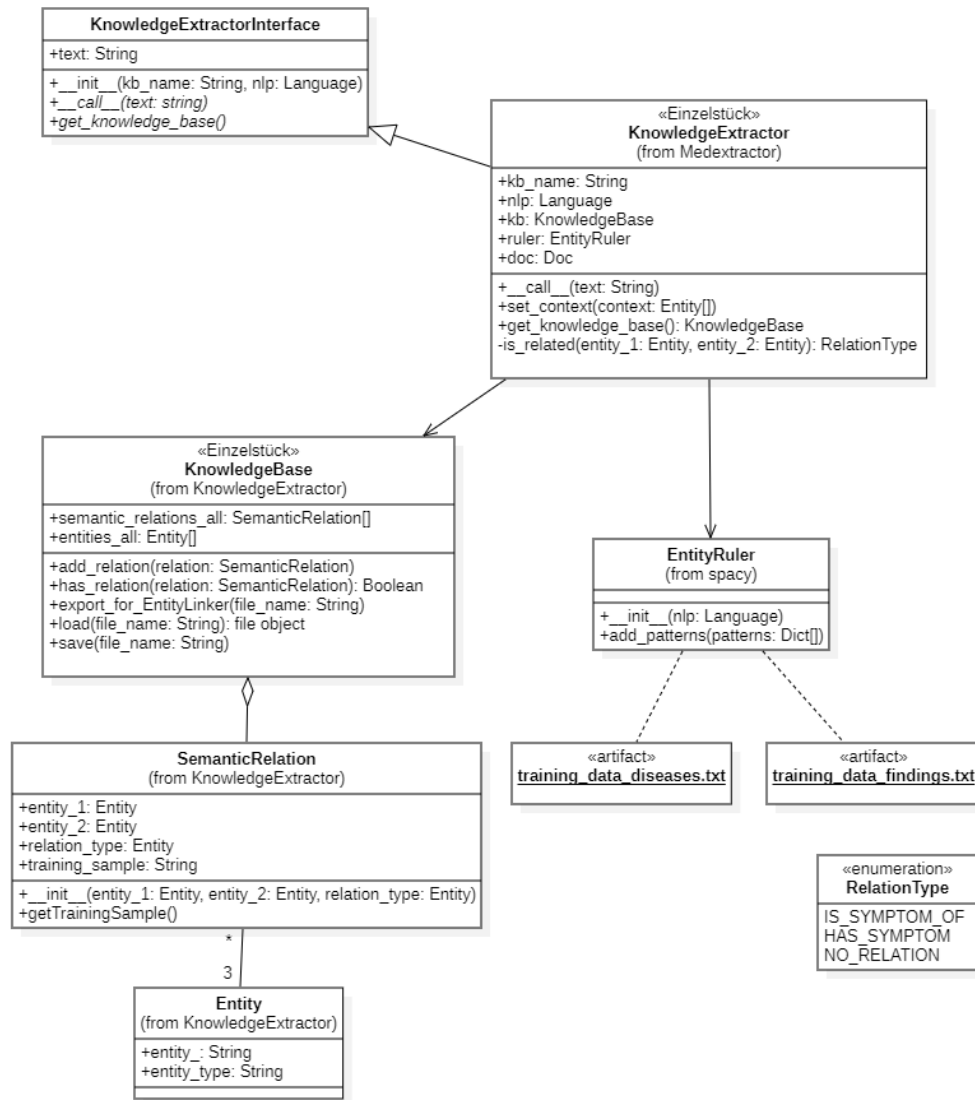 KnowledgeExtractorInterface
+text: String
+__init__(kb_name: String, nlp: Language)
+__call__(text: string)
+get_knowledge_base()
«Einzelstück»
KnowledgeExtractor
(from Medextractor)
+kb_name: String
+nlp: Language
+kb: KnowledgeBase
+ruler: EntityRuler
+doc: Doc
+__call__(text: String)
+set_context(context: Entity[])
+get_knowledge_base(): KnowledgeBase
-is_related(entity_1: Entity, entity_2: Entity): RelationType
«Einzelstück»
KnowledgeBase
(from KnowledgeExtractor)
+semantic_relations_all: SemanticRelation[]
+entities_all: Entity[]
+add_relation(relation: SemanticRelation)
+has_relation(relation: SemanticRelation): Boolean
+export_for_EntityLinker(file_name: String)
+load(file_name: String): file object
+save(file_name: String)
EntityRuler
(from spacy)
+__init__(nlp: Language)
+add_patterns(patterns: Dict[])
SemanticRelation
(from KnowledgeExtractor)
+entity_1: Entity
+entity_2: Entity
+relation_type: Entity
+training_sample: String
+__init__(entity_1: Entity, entity_2: Entity, relation_type: Entity)
+getTrainingSample()
«artifact»
training_data_diseases.txt
«artifact»
training_data_findings.txt
«enumeration»
RelationType
IS_SYMPTOM_OF
HAS_SYMPTOM
NO_RELATION
*
3
Entity
(from KnowledgeExtractor)
+entity_: String
+entity_type: String